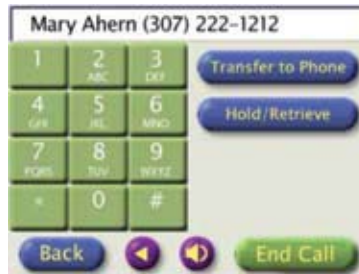 Mary Ahern (307) 222-1212
1 2 3 Transfer to Phone
ABC DEF
4 5 6 Hold/Retrieve
GHI JKL MNO
7 8 9
PQRS TUV WXYZ
* 0 #
Back End Call